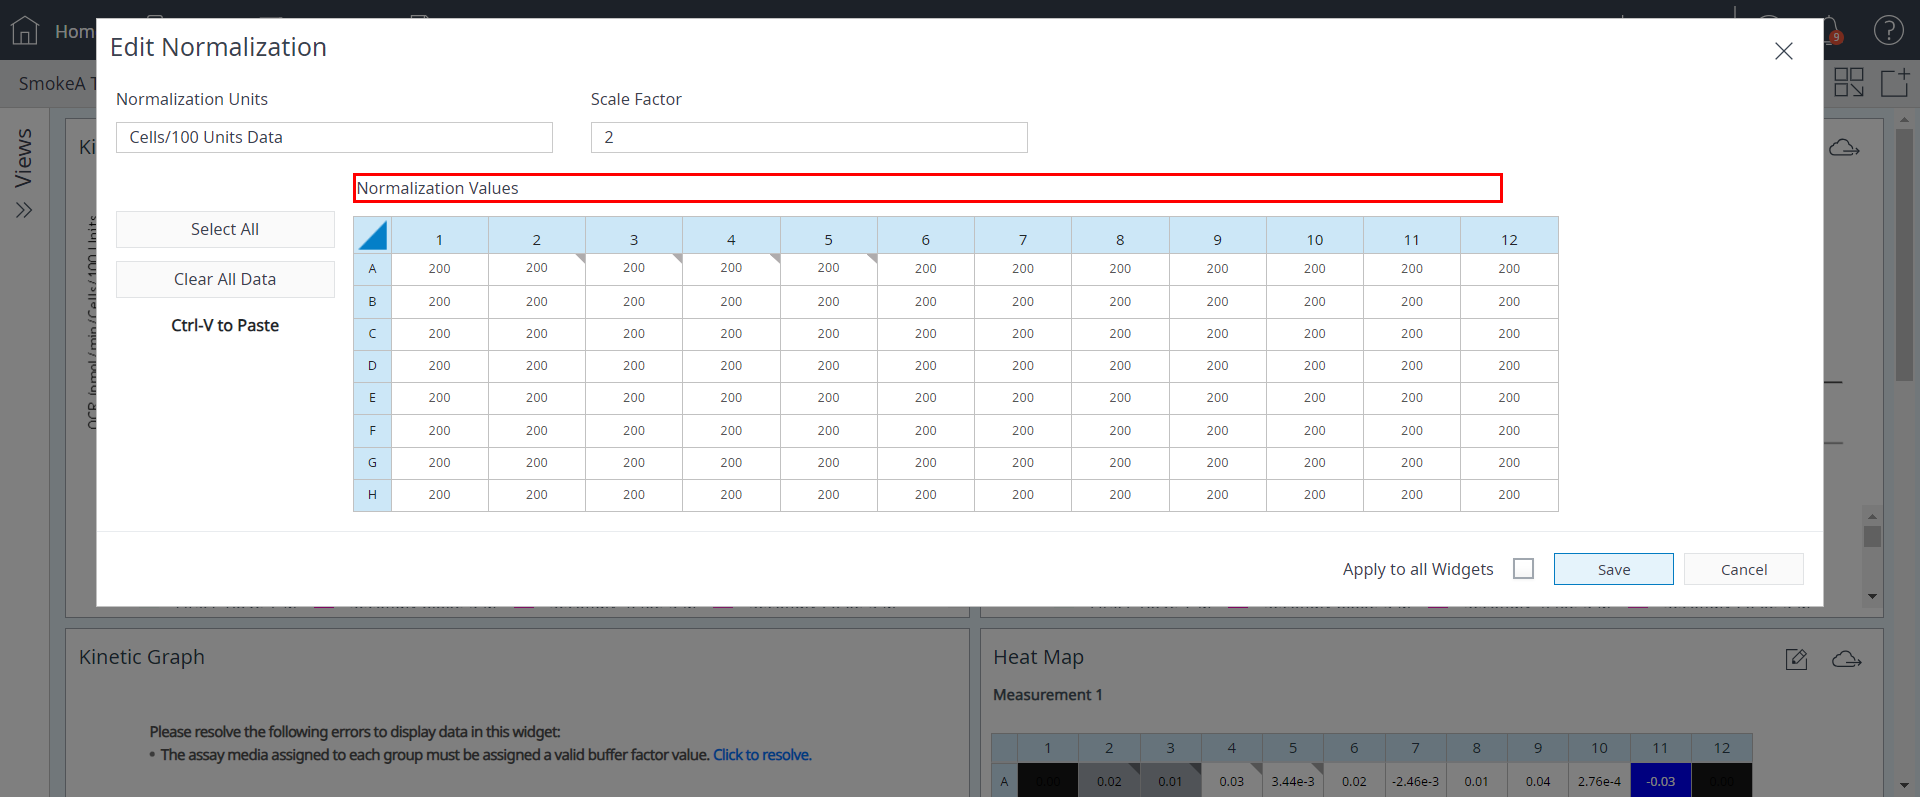 Hom
9
?
Edit Normalization
SmokeA T
Normalization Units
Scale Factor
Cells/100 Units Data
2
Views
Ki
Normalization Values
Select All
Clear All Data
Ctrl-V to Paste
1 2 3 4 5 6 7 8 9 10 11 12
A 200 200 200 200 200 200 200 200 200 200 200 200
B 200 200 200 200 200 200 200 200 200 200 200 200
C 200 200 200 200 200 200 200 200 200 200 200 200
D 200 200 200 200 200 200 200 200 200 200 200 200
E 200 200 200 200 200 200 200 200 200 200 200 200
F 200 200 200 200 200 200 200 200 200 200 200 200
G 200 200 200 200 200 200 200 200 200 200 200 200
H 200 200 200 200 200 200 200 200 200 200 200 200
Apply to all Widgets
Save
Cancel
Kinetic Graph
Please resolve the following errors to display data in this widget:
• The assay media assigned to each group must be assigned a valid buffer factor value. Click to resolve.
Heat Map
Measurement 1
1 2 3 4 5 6 7 8 9 10 11 12
A 0.00 0.02 0.01 0.03 3.44e-3 0.02 -2.46e-3 0.01 0.04 2.76e-4 -0.03 0.00